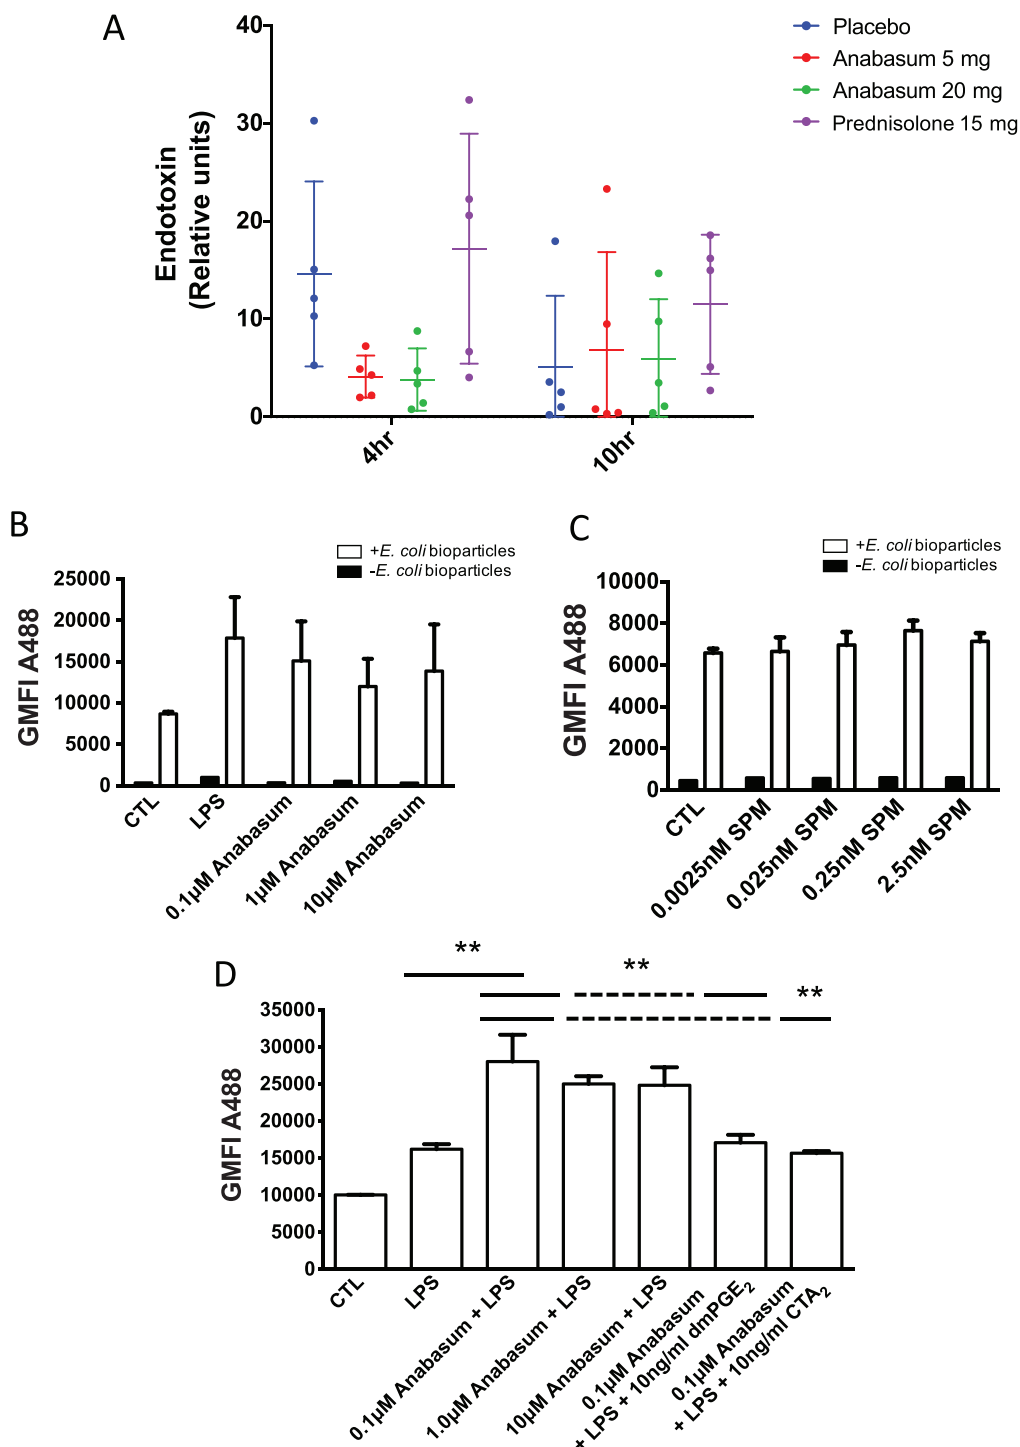 A
40
30
20
10
0
Endotoxin
(Relative units)
4hr
10hr
Placebo
Anabasum 5 mg
Anabasum 20 mg
Prednisolone 15 mg
B
+E. coli bioparticles
-E. coli bioparticles
25000
20000
15000
10000
5000
0
GMFI A488
CTL
LPS
0.1µM Anabasum
1µM Anabasum
10µM Anabasum
C
+E. coli bioparticles
-E. coli bioparticles
10000
8000
6000
4000
2000
0
GMFI A488
CTL
0.0025nM SPM
0.025nM SPM
0.25nM SPM
2.5nM SPM
D
**
**
**
35000
30000
25000
20000
15000
10000
5000
0
GMFI A488
CTL
LPS
0.1µM Anabasum + LPS
1.0µM Anabasum + LPS
10µM Anabasum + LPS
0.1µM Anabasum
+ LPS + 10ng/ml dmPGE₂
0.1µM Anabasum
+ LPS + 10ng/ml CTA₂